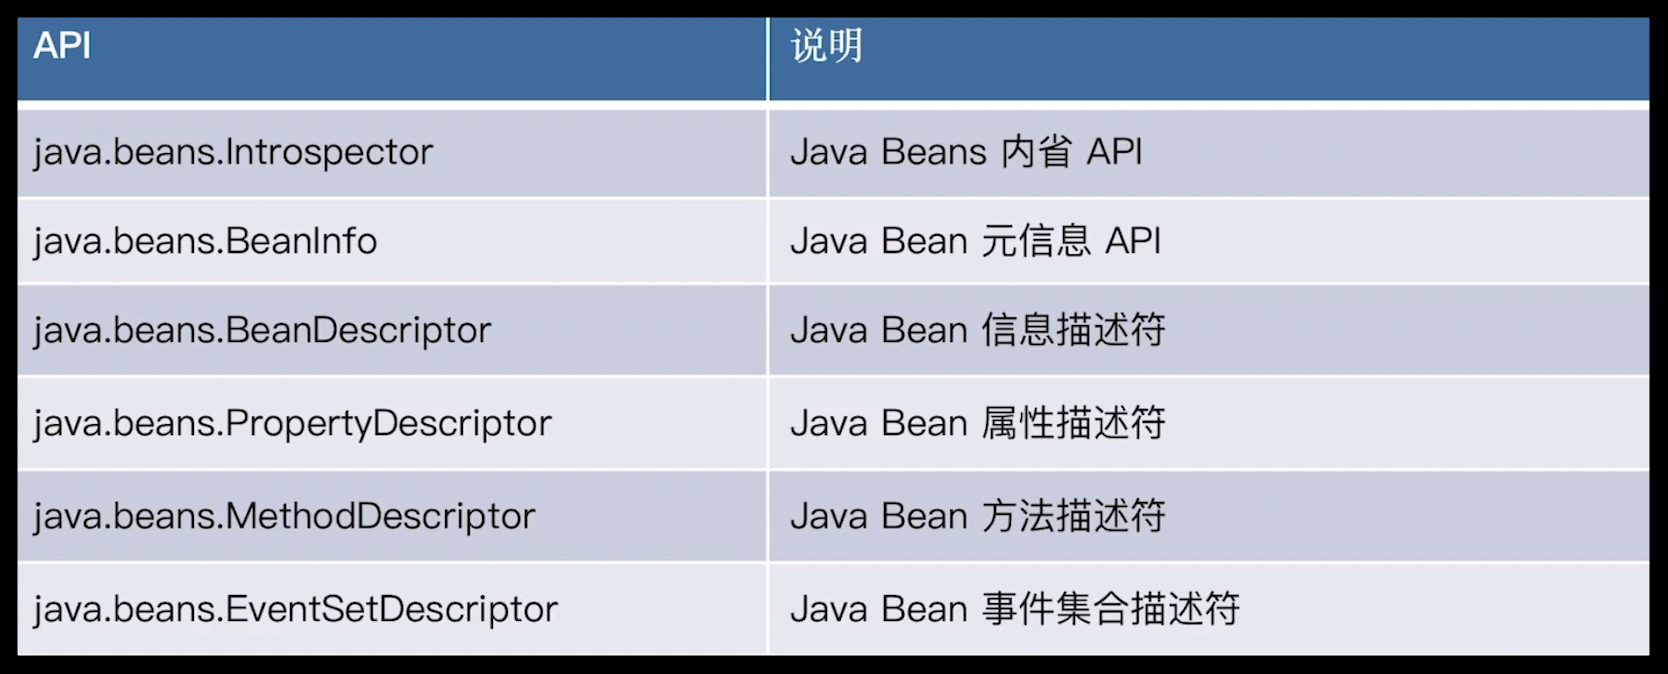 API
说明
java.beans.Introspector
Java Beans 内省 API
java.beans.BeanInfo
Java Bean 元信息 API
java.beans.BeanDescriptor
Java Bean 信息描述符
java.beans.PropertyDescriptor
Java Bean 属性描述符
java.beans.MethodDescriptor
Java Bean 方法描述符
java.beans.EventSetDescriptor
Java Bean 事件集合描述符